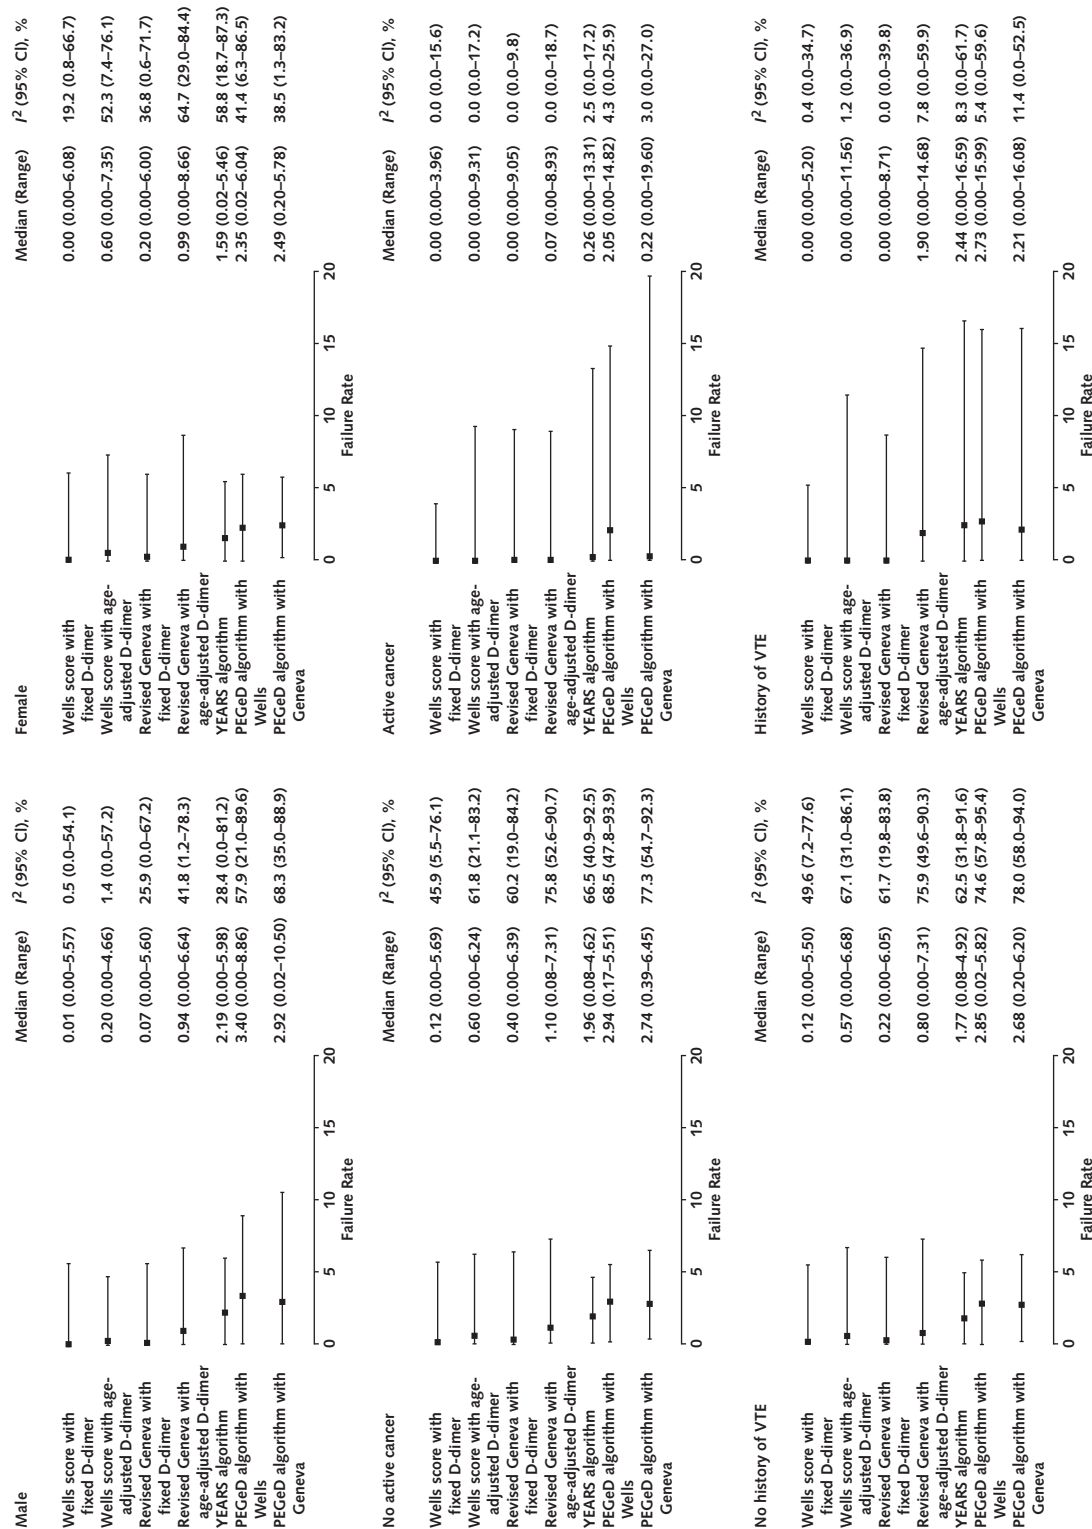 Male
Median (Range)
I² (95% CI), %
Wells score with
fixed D-dimer
0.01 (0.00–5.57)
0.5 (0.0–54.1)
Wells score with age-
adjusted D-dimer
0.20 (0.00–4.66)
1.4 (0.0–57.2)
Revised Geneva with
fixed D-dimer
0.07 (0.00–5.60)
25.9 (0.0–67.2)
Revised Geneva with
age-adjusted D-dimer
0.94 (0.00–6.64)
41.8 (1.2–78.3)
YEARS algorithm
2.19 (0.00–5.98)
28.4 (0.0–81.2)
PEGeD algorithm with
Wells
3.40 (0.00–8.86)
57.9 (21.0–89.6)
PEGeD algorithm with
Geneva
2.92 (0.02–10.50)
68.3 (35.0–88.9)
0 5 10 15 20
Failure Rate
Female
Median (Range)
I² (95% CI), %
Wells score with
fixed D-dimer
0.00 (0.00–6.08)
19.2 (0.8–66.7)
Wells score with age-
adjusted D-dimer
0.60 (0.00–7.35)
52.3 (7.4–76.1)
Revised Geneva with
fixed D-dimer
0.20 (0.00–6.00)
36.8 (0.6–71.7)
Revised Geneva with
age-adjusted D-dimer
0.99 (0.00–8.66)
64.7 (29.0–84.4)
YEARS algorithm
1.59 (0.02–5.46)
58.8 (18.7–87.3)
PEGeD algorithm with
Wells
2.35 (0.02–6.04)
41.4 (6.3–86.5)
PEGeD algorithm with
Geneva
2.49 (0.20–5.78)
38.5 (1.3–83.2)
0 5 10 15 20
Failure Rate
No active cancer
Median (Range)
I² (95% CI), %
Wells score with
fixed D-dimer
0.12 (0.00–5.69)
45.9 (5.5–76.1)
Wells score with age-
adjusted D-dimer
0.60 (0.00–6.24)
61.8 (21.1–83.2)
Revised Geneva with
fixed D-dimer
0.40 (0.00–6.39)
60.2 (19.0–84.2)
Revised Geneva with
age-adjusted D-dimer
1.10 (0.08–7.31)
75.8 (52.6–90.7)
YEARS algorithm
1.96 (0.08–4.62)
66.5 (40.9–92.5)
PEGeD algorithm with
Wells
2.94 (0.17–5.51)
68.5 (47.8–93.9)
PEGeD algorithm with
Geneva
2.74 (0.39–6.45)
77.3 (54.7–92.3)
0 5 10 15 20
Failure Rate
Active cancer
Median (Range)
I² (95% CI), %
Wells score with
fixed D-dimer
0.00 (0.00–3.96)
0.0 (0.0–15.6)
Wells score with age-
adjusted D-dimer
0.00 (0.00–9.31)
0.0 (0.0–17.2)
Revised Geneva with
fixed D-dimer
0.00 (0.00–9.05)
0.0 (0.0–9.8)
Revised Geneva with
age-adjusted D-dimer
0.07 (0.00–8.93)
0.0 (0.0–18.7)
YEARS algorithm
0.26 (0.00–13.31)
2.5 (0.0–17.2)
PEGeD algorithm with
Wells
2.05 (0.00–14.82)
4.3 (0.0–25.9)
PEGeD algorithm with
Geneva
0.22 (0.00–19.60)
3.0 (0.0–27.0)
0 5 10 15 20
Failure Rate
No history of VTE
Median (Range)
I² (95% CI), %
Wells score with
fixed D-dimer
0.12 (0.00–5.50)
49.6 (7.2–77.6)
Wells score with age-
adjusted D-dimer
0.57 (0.00–6.68)
67.1 (31.0–86.1)
Revised Geneva with
fixed D-dimer
0.22 (0.00–6.05)
61.7 (19.8–83.8)
Revised Geneva with
age-adjusted D-dimer
0.80 (0.00–7.31)
75.9 (49.6–90.3)
YEARS algorithm
1.77 (0.08–4.92)
62.5 (31.8–91.6)
PEGeD algorithm with
Wells
2.85 (0.02–5.82)
74.6 (57.8–95.4)
PEGeD algorithm with
Geneva
2.68 (0.20–6.20)
78.0 (58.0–94.0)
0 5 10 15 20
Failure Rate
History of VTE
Median (Range)
I² (95% CI), %
Wells score with
fixed D-dimer
0.00 (0.00–5.20)
0.4 (0.0–34.7)
Wells score with age-
adjusted D-dimer
0.00 (0.00–11.56)
1.2 (0.0–36.9)
Revised Geneva with
fixed D-dimer
0.00 (0.00–8.71)
0.0 (0.0–39.8)
Revised Geneva with
age-adjusted D-dimer
1.90 (0.00–14.68)
7.8 (0.0–59.9)
YEARS algorithm
2.44 (0.00–16.59)
8.3 (0.0–61.7)
PEGeD algorithm with
Wells
2.73 (0.00–15.99)
5.4 (0.0–59.6)
PEGeD algorithm with
Geneva
2.21 (0.00–16.08)
11.4 (0.0–52.5)
0 5 10 15 20
Failure Rate